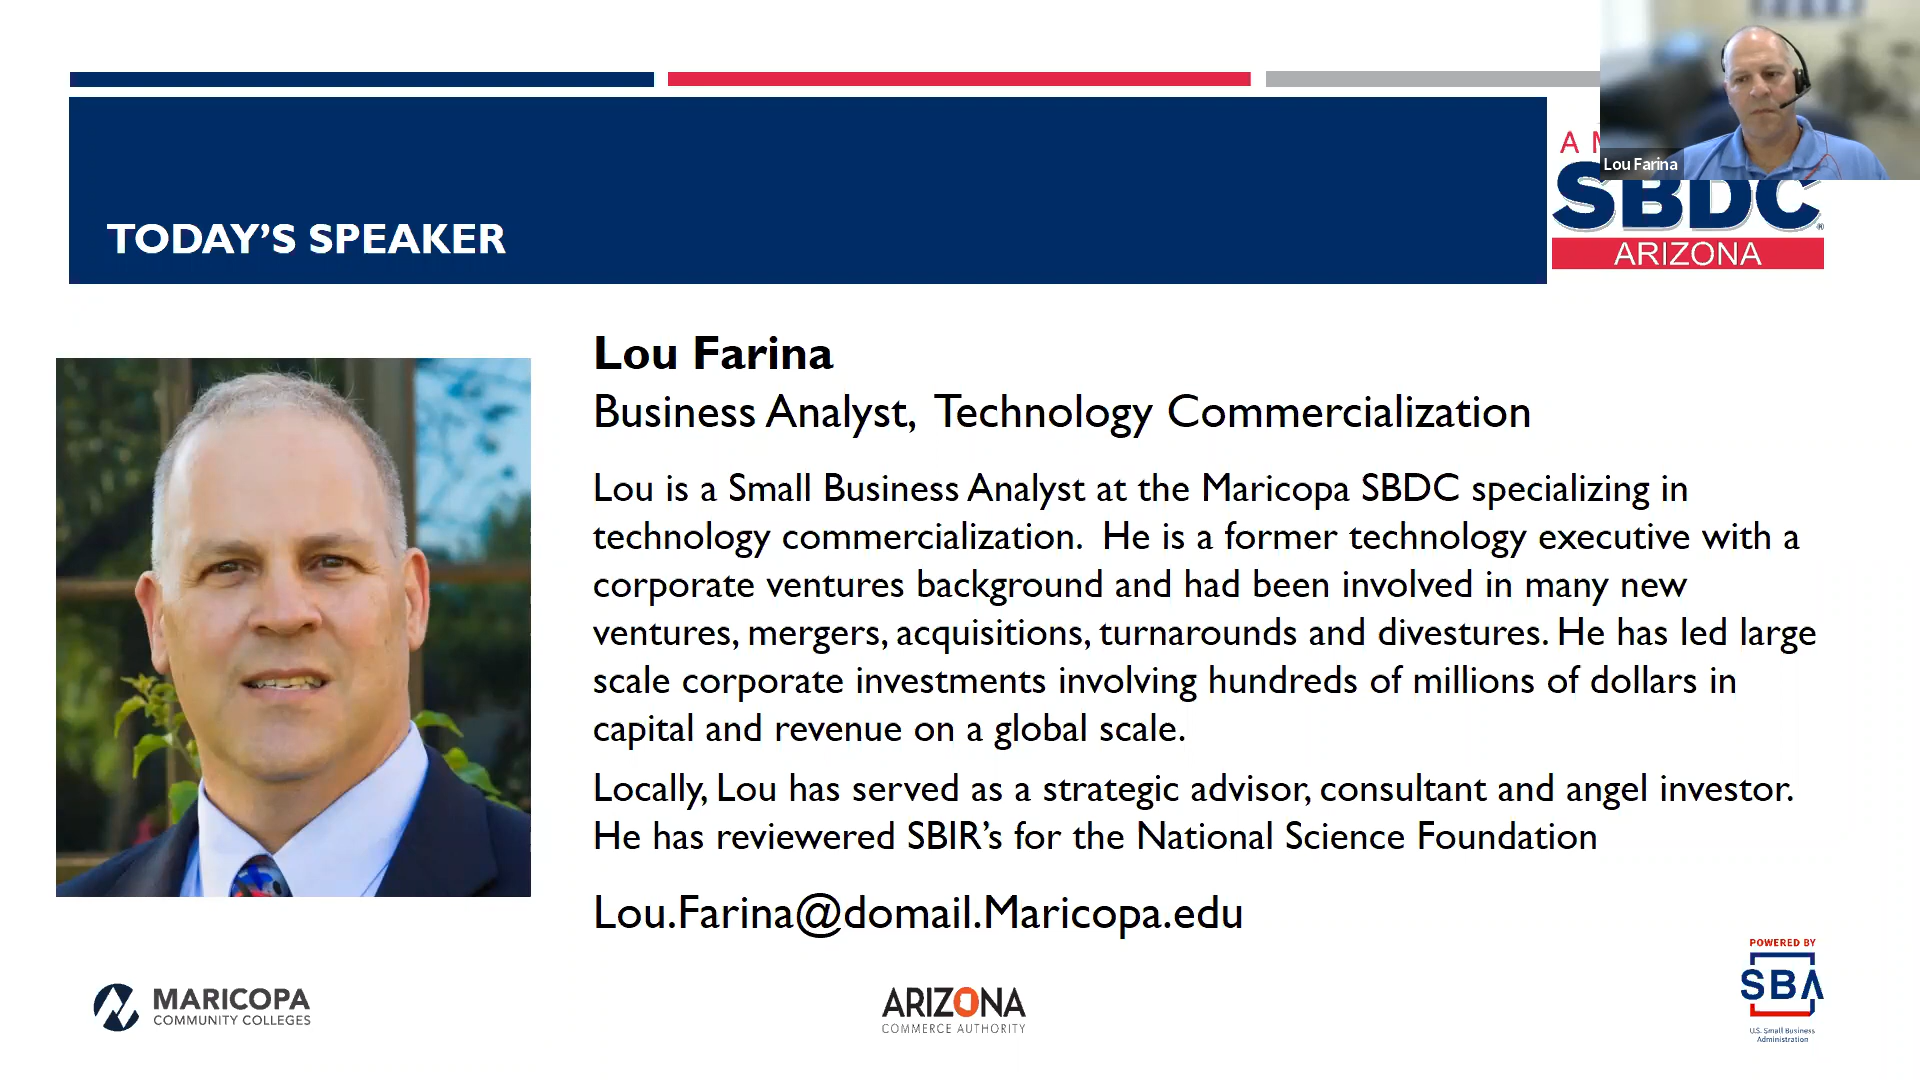 Lou Farina
SBDC
ARIZONA
TODAY'S SPEAKER
Lou Farina
Business Analyst, Technology Commercialization
Lou is a Small Business Analyst at the Maricopa SBDC specializing in
technology commercialization. He is a former technology executive with a
corporate ventures background and had been involved in many new
ventures, mergers, acquisitions, turnarounds and divestures. He has led large
scale corporate investments involving hundreds of millions of dollars in
capital and revenue on a global scale.
Locally, Lou has served as a strategic advisor, consultant and angel investor.
He has reviewered SBIR's for the National Science Foundation
Lou.Farina@domail.Maricopa.edu
MARICOPA
COMMUNITY COLLEGES
ARIZONA
COMMERCE AUTHORITY
POWERED BY
SBA
U.S. Small Business
Administration